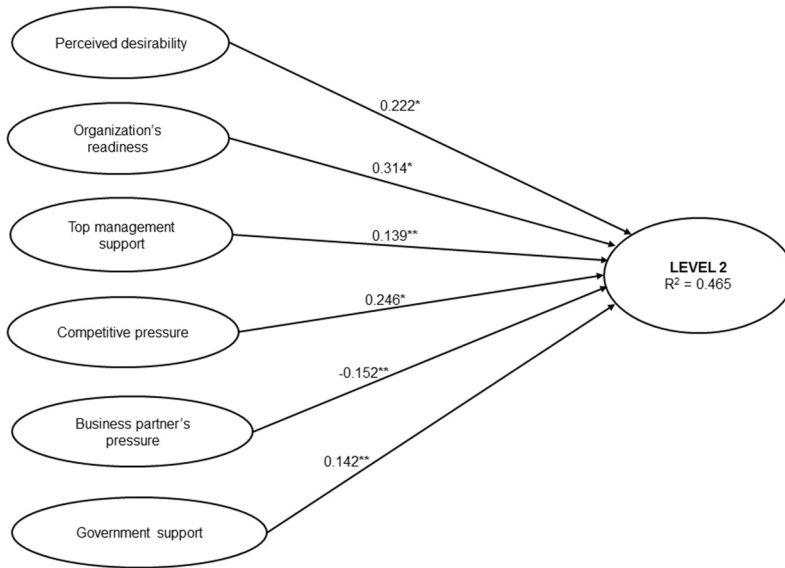 Perceived desirability
0.222*
Organization's
readiness
0.314*
Top management
support
0.139**
LEVEL 2
R² = 0.465
Competitive pressure
0.246*
Business partner's
pressure
-0.152**
Government support
0.142**